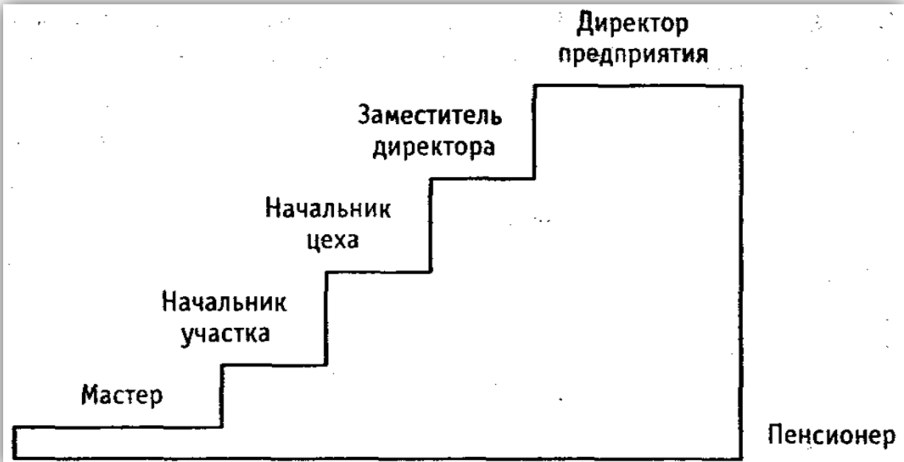 Директор
предприятия
Заместитель
директора
Начальник
цеха
Начальник
участка
Мастер
Пенсионер